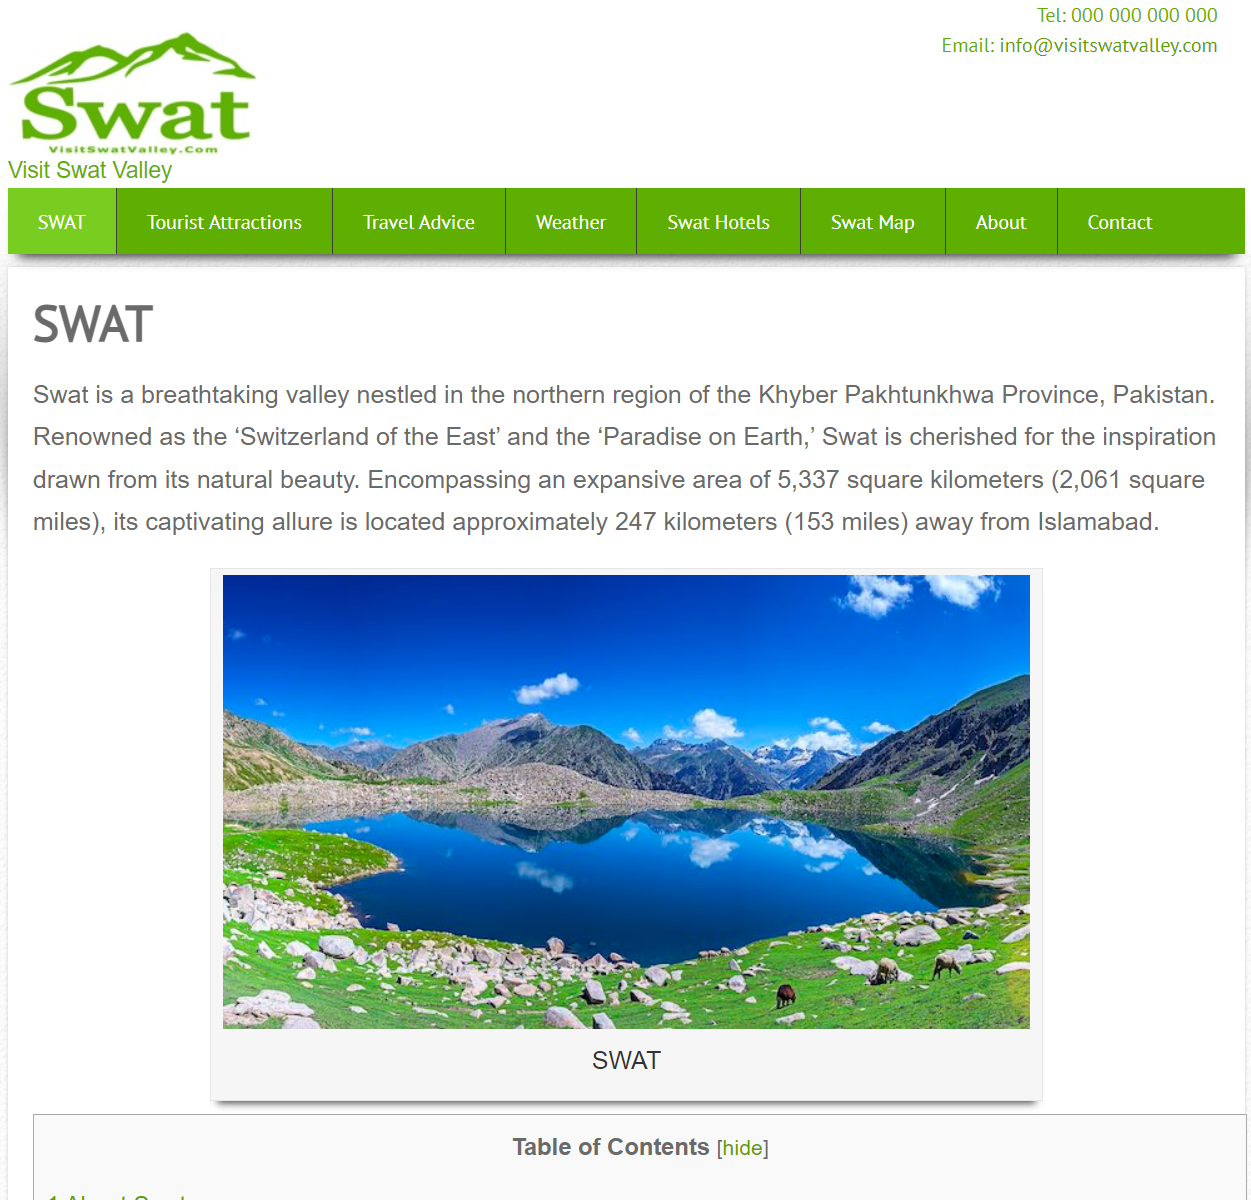 Tel: 000 000 000 000
Email: info@visitswatvalley.com
Swat
VisitSwatValley.Com
Visit Swat Valley
SWAT
Tourist Attractions
Travel Advice
Weather
Swat Hotels
Swat Map
About
Contact
SWAT
Swat is a breathtaking valley nestled in the northern region of the Khyber Pakhtunkhwa Province, Pakistan.
Renowned as the ‘Switzerland of the East’ and the ‘Paradise on Earth,’ Swat is cherished for the inspiration
drawn from its natural beauty. Encompassing an expansive area of 5,337 square kilometers (2,061 square
miles), its captivating allure is located approximately 247 kilometers (153 miles) away from Islamabad.
SWAT
Table of Contents [hide]
1 About Swat